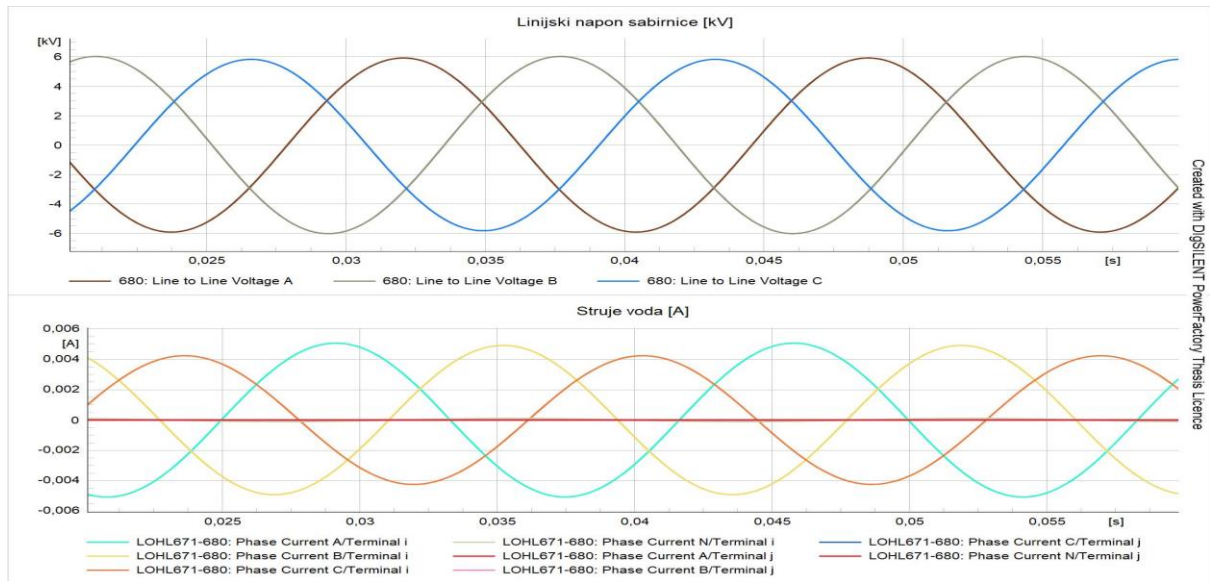 Linijski napon sabirnice [kV]
[kV]
6
4
2
0
-2
-4
-6
0,025 0,03 0,035 0,04 0,045 0,05 0,055 [s]
680: Line to Line Voltage A 680: Line to Line Voltage B 680: Line to Line Voltage C
Struje voda [A]
0,006
[A]
0,004
0,002
0
-0,002
-0,004
-0,006
0,025 0,03 0,035 0,04 0,045 0,05 0,055 [s]
LOHL671-680: Phase Current A/Terminal i LOHL671-680: Phase Current N/Terminal i LOHL671-680: Phase Current C/Terminal j
LOHL671-680: Phase Current B/Terminal i LOHL671-680: Phase Current A/Terminal j LOHL671-680: Phase Current N/Terminal j
LOHL671-680: Phase Current C/Terminal i LOHL671-680: Phase Current B/Terminal j
Created with DIgSILENT PowerFactory Thesis Licence